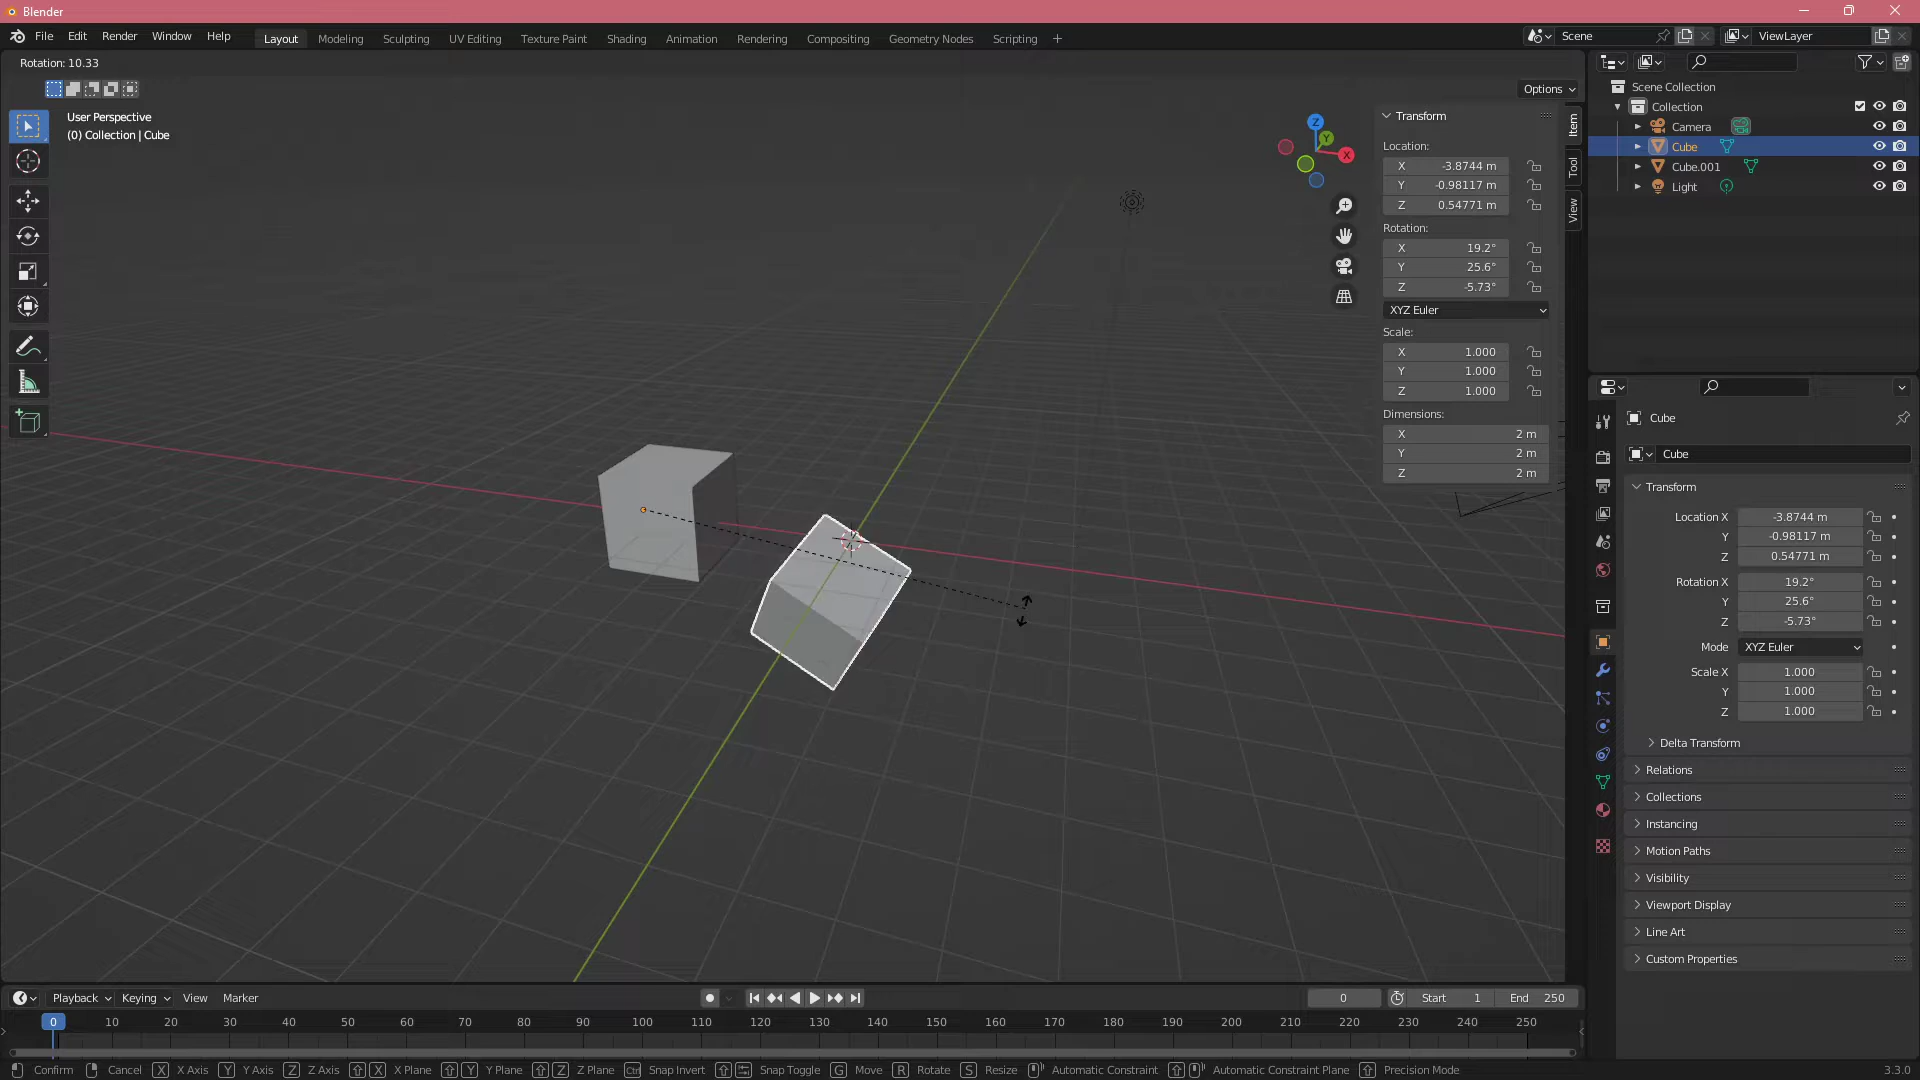 Blender
File Edit Render Window Help
Layout Modeling Sculpting UV Editing Texture Paint Shading Animation Rendering Compositing Geometry Nodes Scripting
Scene
ViewLayer
Rotation: 10.33
Options
User Perspective
(0) Collection | Cube
Z
Y
X
Item
Tool
View
Transform
Location:
X -3.8744 m
Y -0.98117 m
Z 0.54771 m
Rotation:
X 19.2°
Y 25.6°
Z -5.73°
XYZ Euler
Scale:
X 1.000
Y 1.000
Z 1.000
Dimensions:
X 2 m
Y 2 m
Z 2 m
Scene Collection
Collection
Camera
Cube
Cube.001
Light
Cube
Cube
Transform
Location X -3.8744 m
Y -0.98117 m
Z 0.54771 m
Rotation X 19.2°
Y 25.6°
Z -5.73°
Mode XYZ Euler
Scale X 1.000
Y 1.000
Z 1.000
Delta Transform
Relations
Collections
Instancing
Motion Paths
Visibility
Viewport Display
Line Art
Custom Properties
Playback Keying View Marker
0 Start 1 End 250
0 10 20 30 40 50 60 70 80 90 100 110 120 130 140 150 160 170 180 190 200 210 220 230 240 250
Confirm Cancel X X Axis Y Y Axis Z Z Axis X X Plane Y Y Plane Z Z Plane Ctrl Snap Invert Snap Toggle G Move R Rotate S Resize Automatic Constraint Automatic Constraint Plane Precision Mode 3.3.0